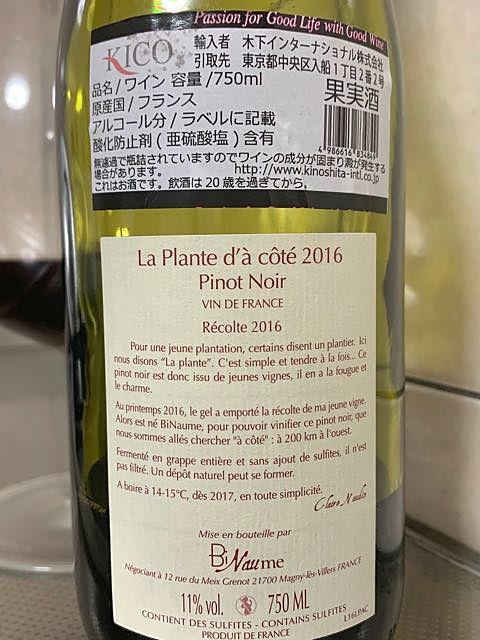 Passion for Good Life with Good Wine
KICO
輸入者 木下インターナショナル株式会社
引取先 東京都中央区入船1丁目2番2号
品名/ワイン 容量/750ml
果実酒
原産国/フランス
アルコール分/ラベルに記載
酸化防止剤(亜硫酸塩)含有
4 986616 834844
無濾過で瓶詰されていますのでワインの成分が固まり澱が発生する
場合があります。 http://www.kinoshita-intl.co.jp
これはお酒です。飲酒は20歳を過ぎてから。
La Plante d'à côté 2016
Pinot Noir
VIN DE FRANCE
Récolte 2016
Pour une jeune plantation, certains disent un plantier. Ici
nous disons "La plante". C'est simple et tendre à la fois... Ce
pinot noir est donc issu de jeunes vignes, il en a la fougue et
le charme.
Au printemps 2016, le gel a emporté la récolte de ma jeune vigne.
Alors est né BiNaume, pour pouvoir vinifier ce pinot noir, que
nous sommes allés chercher "à côté" : à 200 km à l'ouest.
Fermenté en grappe entière et sans ajout de sulfites, il n'est
pas filtré. Un dépôt naturel peut se former.
A boire à 14-15°C, dès 2017, en toute simplicité.
Claire Naudin
Mise en bouteille par
BiNaume
Négociant à 12 rue du Meix Grenot 21700 Magny-lès-Villers FRANCE
11% vol. 750 ML
L16LPAC
CONTIENT DES SULFITES - CONTAINS SULFITES
PRODUIT DE FRANCE